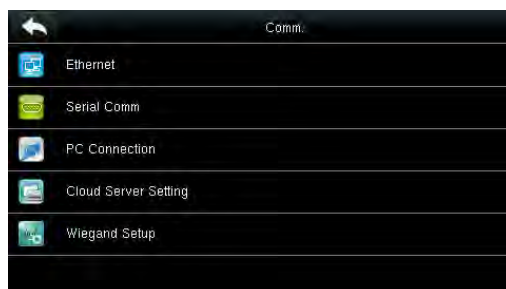 Comm.
Ethernet
Serial Comm
PC Connection
Cloud Server Setting
Wiegand Setup